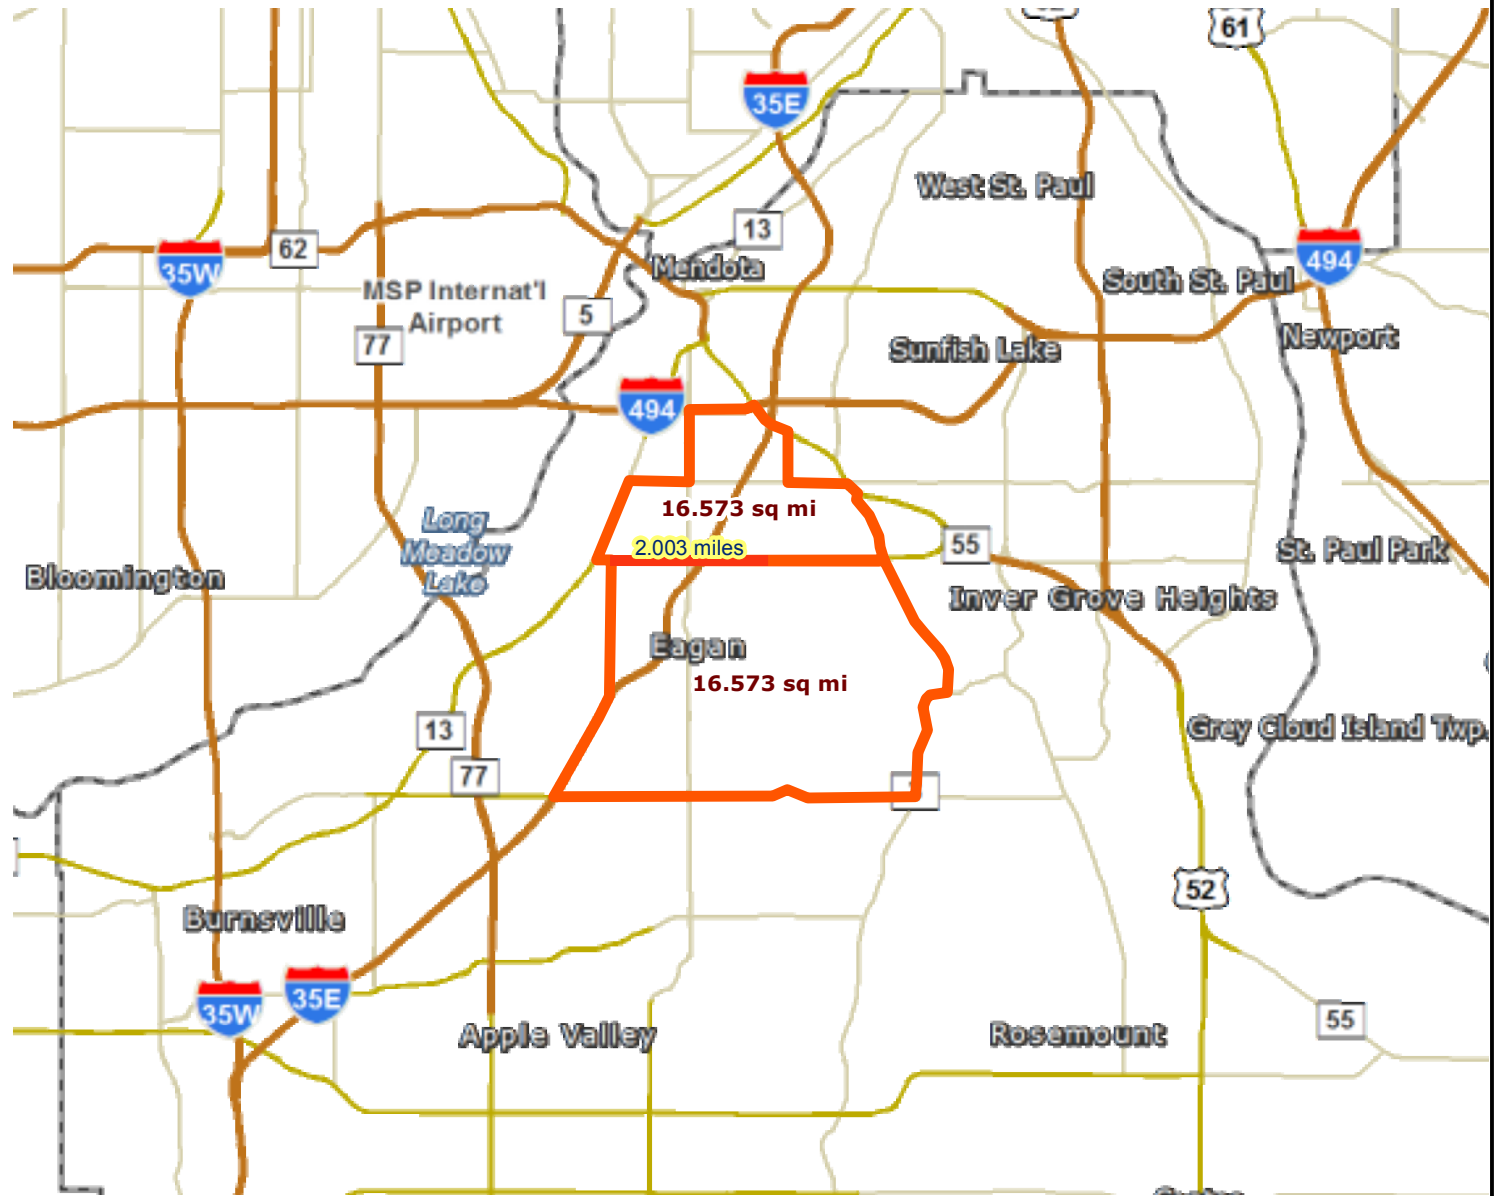 61
35E
West St. Paul
13
62
35W
Mendota
494
MSP Internat'l
Airport
South St. Paul
5
77
Sunfish Lake
Newport
494
16.573 sq mi
Long
Meadow
Lake
2.003 miles
55
St. Paul Park
Bloomington
Inver Grove Heights
Eagan
16.573 sq mi
13
Grey Cloud Island Twp.
77
52
Burnsville
35E
35W
55
Apple Valley
Rosemount